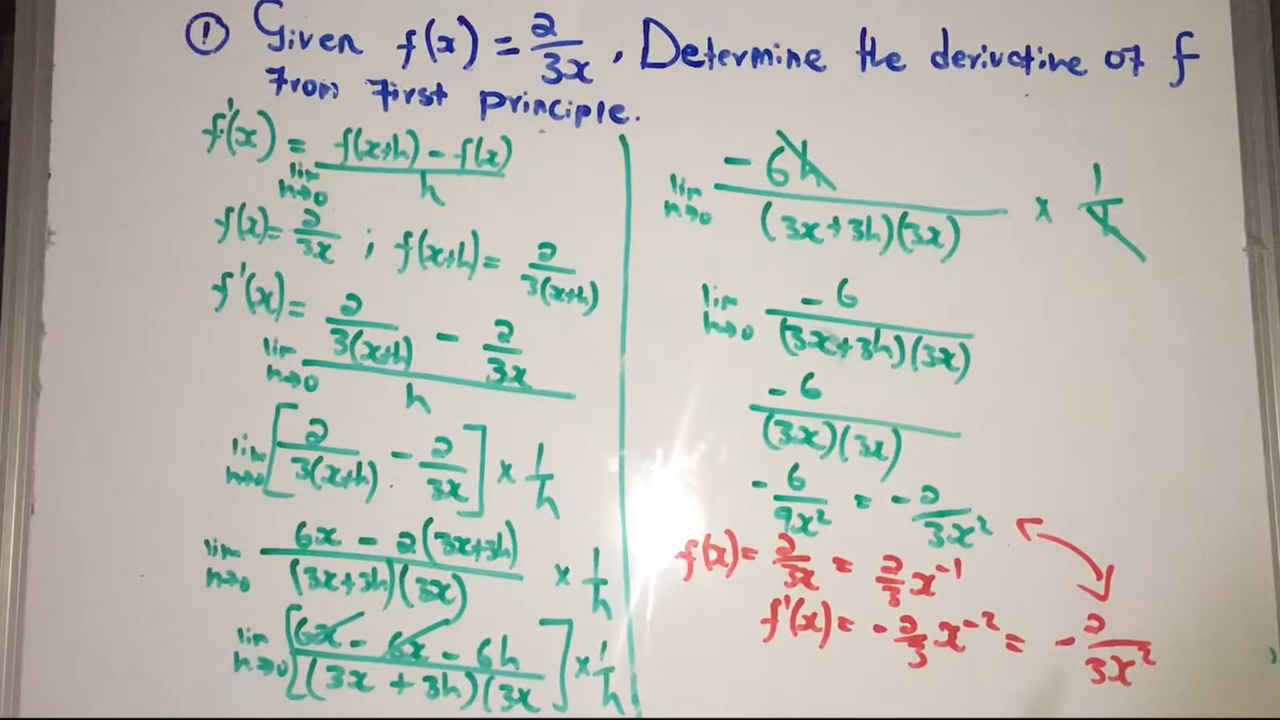 ① Given f(x) = 2/3x . Determine the derivative of f
from first principle.
f'(x) = lim h→0 f(x+h) - f(x) / h
f(x) = 2/3x ; f(x+h) = 2/3(x+h)
f'(x) = lim h→0 2/3(x+h) - 2/3x / h
lim h→0 [2/3(x+h) - 2/3x] × 1/h
lim h→0 6x - 2(3x+3h) / (3x+3h)(3x) × 1/h
lim h→0 [6x - 6x - 6h / (3x + 3h)(3x] × 1/h
lim h→0 -6h / (3x+3h)(3x) × 1/h
lim h→0 -6 / (3x+3h)(3x)
-6 / (3x)(3x)
- 6/9x² = - 2/3x²
f(x) = 2/3x = 2/3 x⁻¹
f'(x) = - 2/3 x⁻² = - 2/3x²